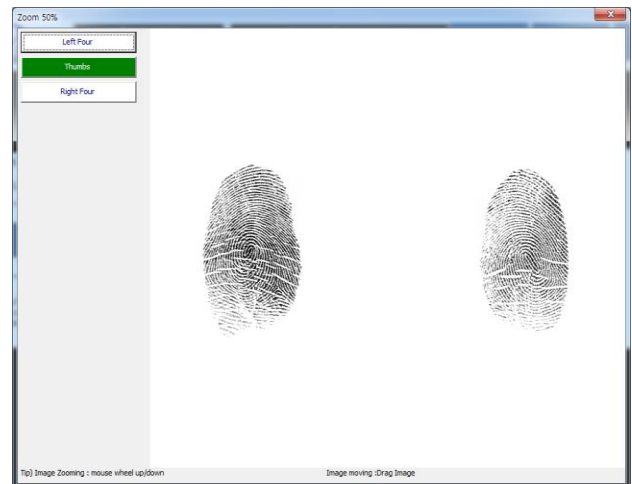 Zoom 50%
Left Four
Thumbs
Right Four
Tip) Image Zooming : mouse wheel up/down
Image moving :Drag Image